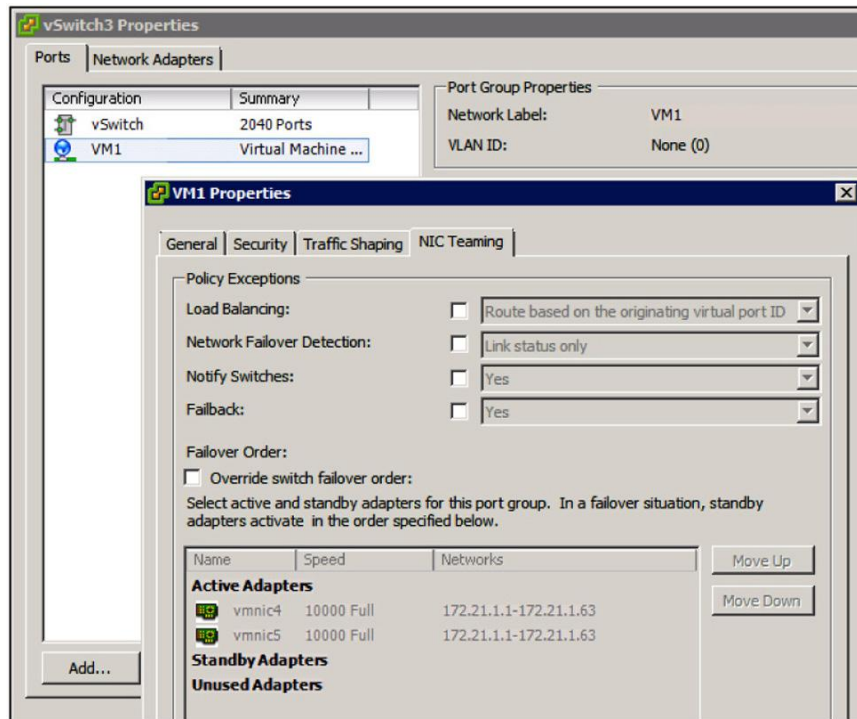 vSwitch3 Properties
Ports Network Adapters
Configuration Summary
vSwitch 2040 Ports
VM1 Virtual Machine ...
Port Group Properties
Network Label: VM1
VLAN ID: None (0)
VM1 Properties
General Security Traffic Shaping NIC Teaming
Policy Exceptions
Load Balancing: Route based on the originating virtual port ID
Network Failover Detection: Link status only
Notify Switches: Yes
Failback: Yes
Failover Order:
Override switch failover order:
Select active and standby adapters for this port group. In a failover situation, standby
adapters activate in the order specified below.
Name Speed Networks
Active Adapters
vmnic4 10000 Full 172.21.1.1-172.21.1.63
vmnic5 10000 Full 172.21.1.1-172.21.1.63
Standby Adapters
Unused Adapters
Move Up
Move Down
Add...